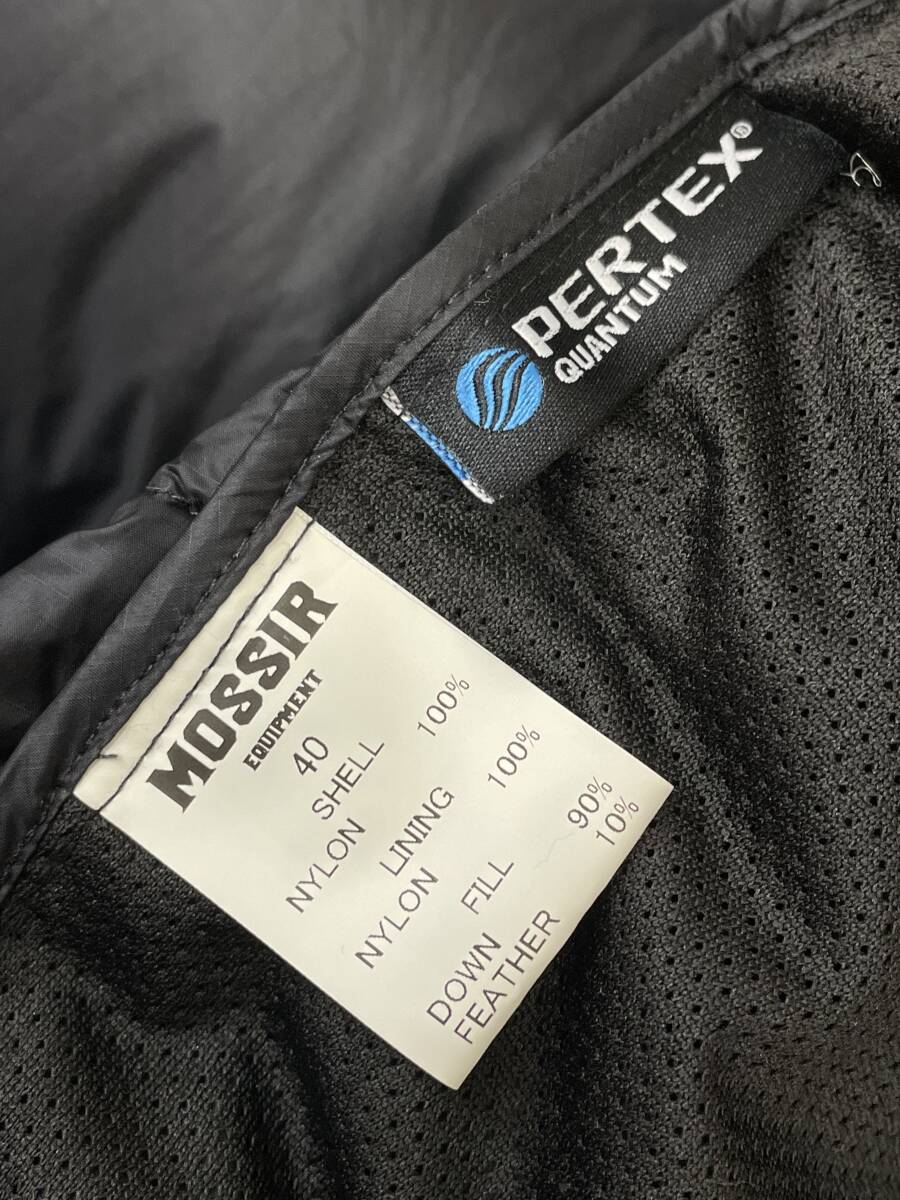 PERTEX®
QUANTUM
MOSSIR
EQUIPMENT
40
SHELL
NYLON 100%
LINING
NYLON 100%
FILL
DOWN 90%
FEATHER 10%